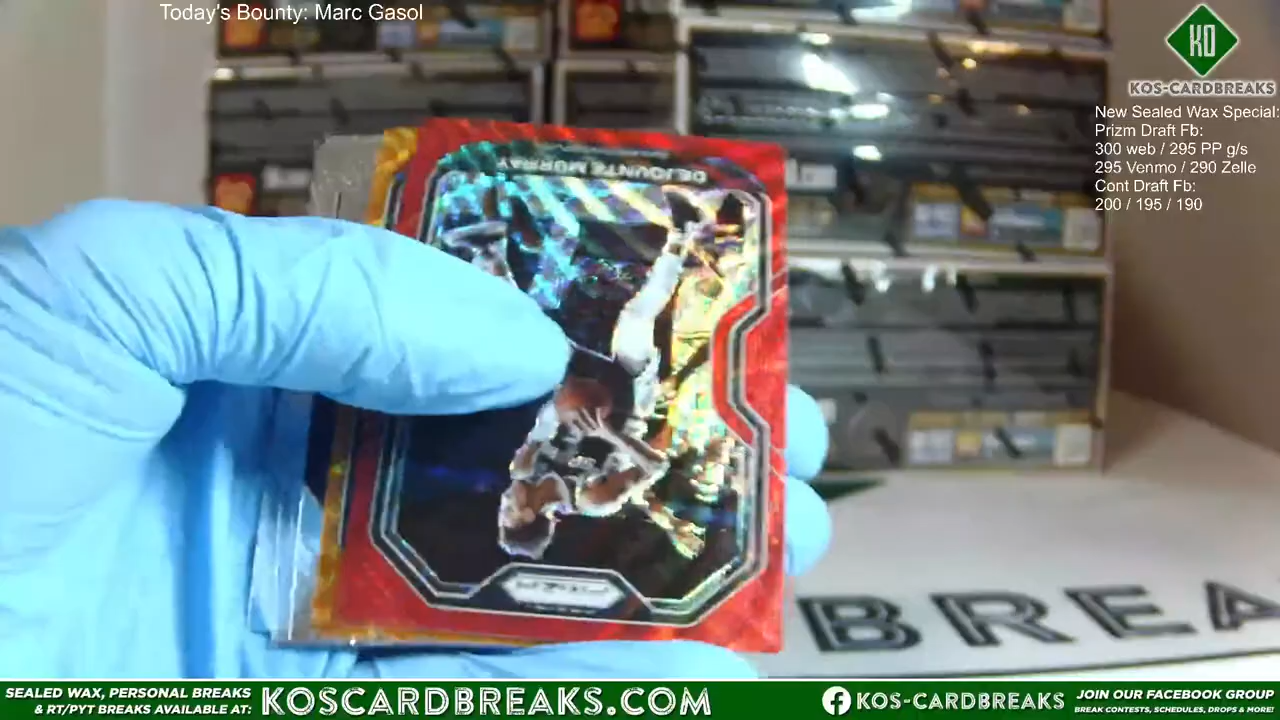 Today's Bounty: Marc Gasol
KO
KOS-CARDBREAKS
New Sealed Wax Special:
Prizm Draft Fb:
300 web / 295 PP g/s
295 Venmo / 290 Zelle
Cont Draft Fb:
200 / 195 / 190
DEJOUNTE MURRAY
PRIZM
BREA
SEALED WAX, PERSONAL BREAKS
& RT/PYT BREAKS AVAILABLE AT:
KOSCARDBREAKS.COM
KOS-CARDBREAKS
JOIN OUR FACEBOOK GROUP
BREAK CONTESTS, SCHEDULES, DROPS & MORE!